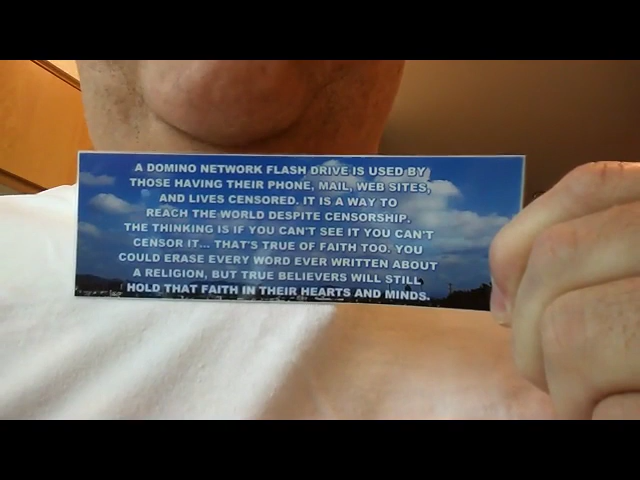 A DOMINO NETWORK FLASH DRIVE IS USED BY
THOSE HAVING THEIR PHONE, MAIL, WEB SITES,
AND LIVES CENSORED. IT IS A WAY TO
REACH THE WORLD DESPITE CENSORSHIP.
THE THINKING IS IF YOU CAN'T SEE IT YOU CAN'T
CENSOR IT... THAT'S TRUE OF FAITH TOO. YOU
COULD ERASE EVERY WORD EVER WRITTEN ABOUT
A RELIGION, BUT TRUE BELIEVERS WILL STILL
HOLD THAT FAITH IN THEIR HEARTS AND MINDS.